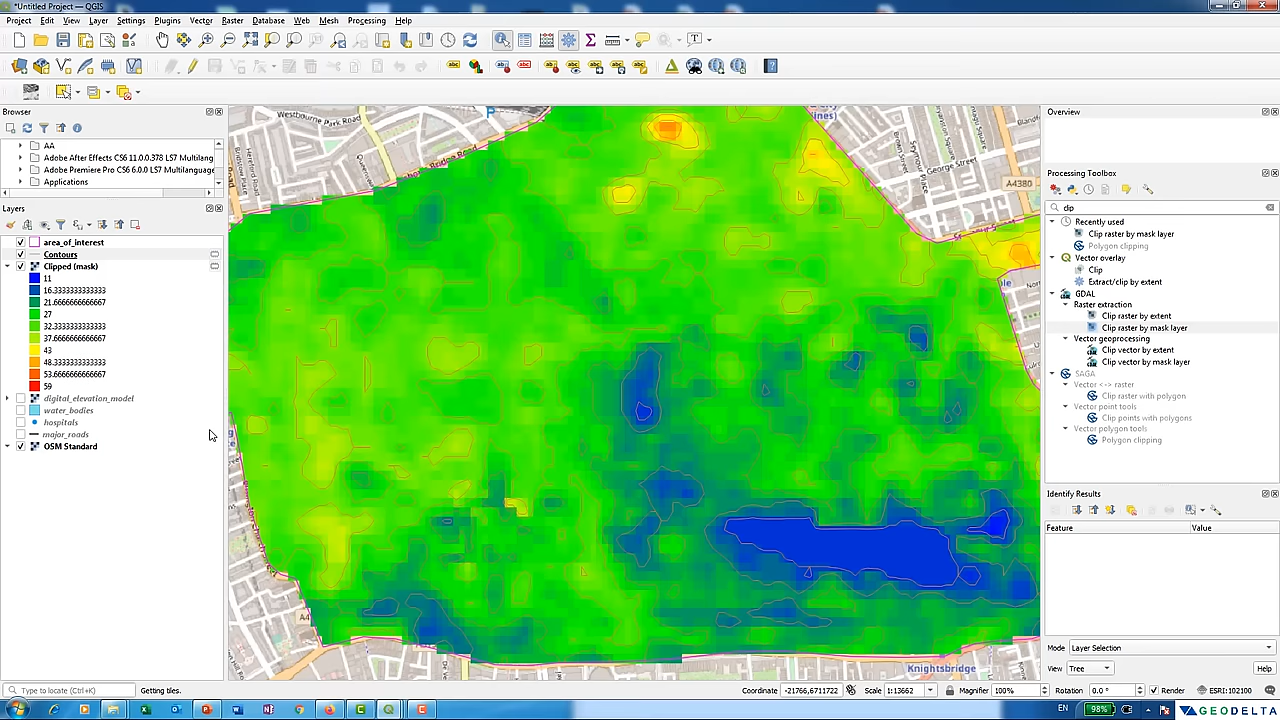 *Untitled Project — QGIS
Project Edit View Layer Settings Plugins Vector Raster Database Web Mesh Processing Help
Browser
AA
Adobe After Effects CS6 11.0.0.378 LS7 Multilang
Adobe Premiere Pro CS6 6.0.0 LS7 Multilanguage
Applications
Layers
area_of_interest
Contours
Clipped (mask)
11
16.3333333333333
21.6666666666667
27
32.3333333333333
37.6666666666667
43
48.3333333333333
53.6666666666667
59
digital_elevation_model
water_bodies
hospitals
major_roads
OSM Standard
Westbourne Park Road
P
Bridge Road
George Street
A4380
A4
Knightsbridge
Overview
Processing Toolbox
clip
Recently used
Clip raster by mask layer
Polygon clipping
Vector overlay
Clip
Extract/clip by extent
GDAL
Raster extraction
Clip raster by extent
Clip raster by mask layer
Vector geoprocessing
Clip vector by extent
Clip vector by mask layer
SAGA
Vector <-> raster
Clip raster with polygon
Vector point tools
Clip points with polygons
Vector polygon tools
Polygon clipping
Identify Results
Feature Value
Mode Layer Selection
View Tree Help
Type to locate (Ctrl+K) Getting tiles. Coordinate -21766,6711722 Scale 1:13662 Magnifier 100% Rotation 0.0 ° Render ESRI:102100
EN 98% GEODELTA